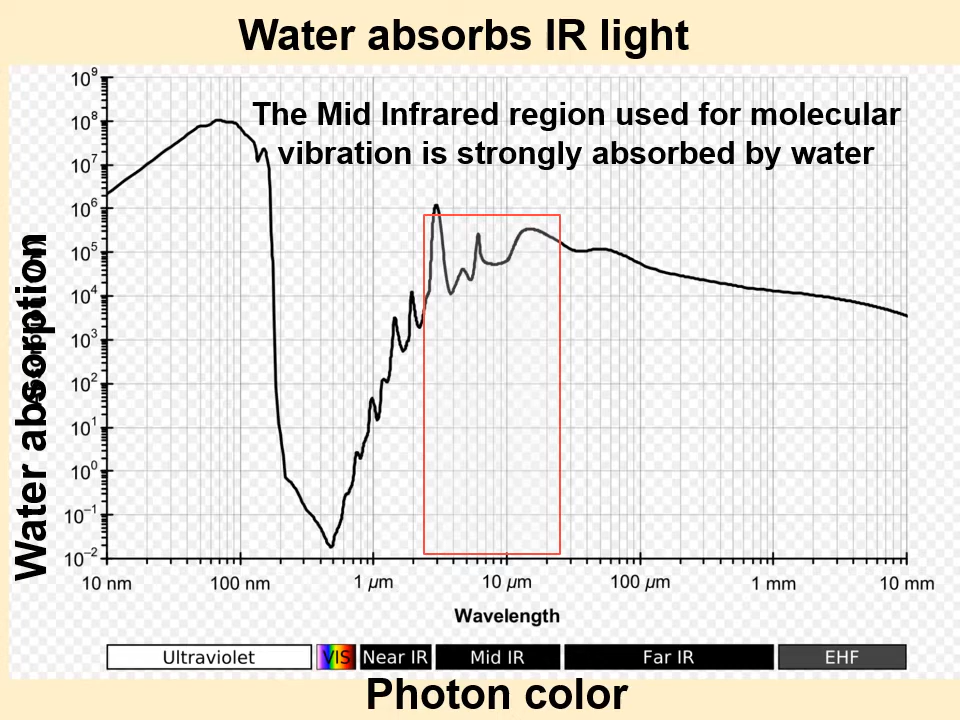 Water absorbs IR light
The Mid Infrared region used for molecular
vibration is strongly absorbed by water
10⁹
10⁸
10⁷
10⁶
10⁵
10⁴
10³
10²
10¹
10⁰
10⁻¹
10⁻²
Water absorption
10 nm 100 nm 1 µm 10 µm 100 µm 1 mm 10 mm
Wavelength
Ultraviolet VIS Near IR Mid IR Far IR EHF
Photon color